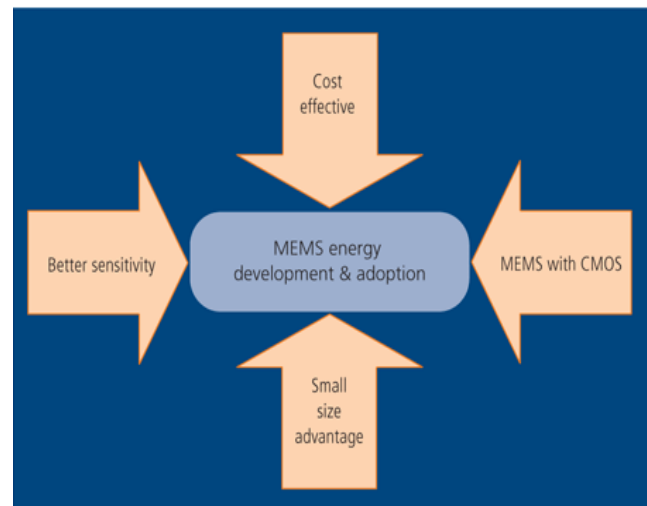 Cost
effective
Better sensitivity
MEMS energy
development & adoption
MEMS with CMOS
Small
size
advantage